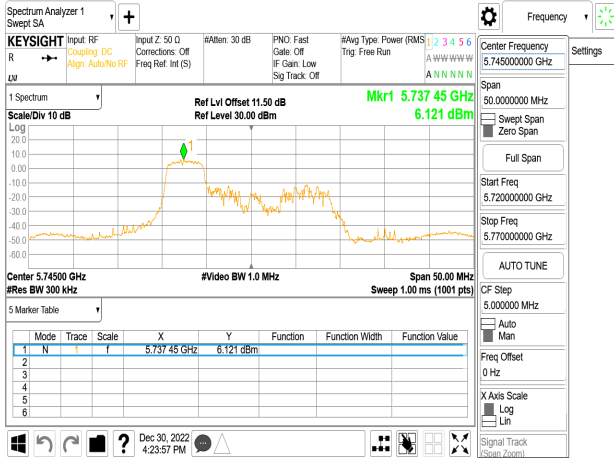 Spectrum Analyzer 1
Swept SA
Frequency
KEYSIGHT
R
Input: RF
Coupling: DC
Align: Auto/No RF
Input Z: 50 Ω
Corrections: Off
Freq Ref: Int (S)
#Atten: 30 dB
PNO: Fast
Gate: Off
IF Gain: Low
Sig Track: Off
#Avg Type: Power (RMS
Trig: Free Run
1 2 3 4 5 6
A W W W W W
A N N N N N
1 Spectrum
Scale/Div 10 dB
Ref Lvl Offset 11.50 dB
Ref Level 30.00 dBm
Mkr1 5.737 45 GHz
6.121 dBm
Log
20.0
10.0
0.00
-10.0
-20.0
-30.0
-40.0
-50.0
-60.0
1
Center 5.74500 GHz
#Res BW 300 kHz
#Video BW 1.0 MHz
Span 50.00 MHz
Sweep 1.00 ms (1001 pts)
5 Marker Table
Mode Trace Scale X Y Function Function Width Function Value
1 N 1 f 5.737 45 GHz 6.121 dBm
2
3
4
5
6
Dec 30, 2022
4:23:57 PM
Settings
Center Frequency
5.745000000 GHz
Span
50.0000000 MHz
Swept Span
Zero Span
Full Span
Start Freq
5.720000000 GHz
Stop Freq
5.770000000 GHz
AUTO TUNE
CF Step
5.000000 MHz
Auto
Man
Freq Offset
0 Hz
X Axis Scale
Log
Lin
Signal Track
(Span Zoom)